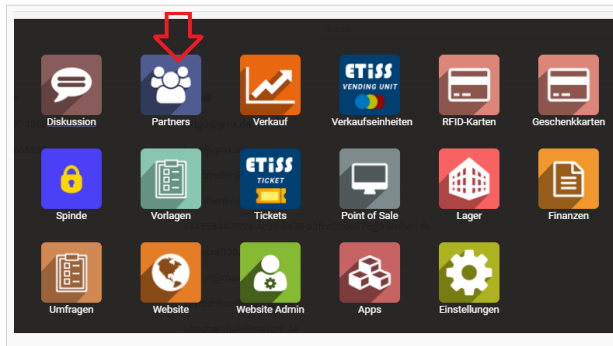 Diskussion
Partners
Verkauf
ETISS
VENDING UNIT
Verkaufseinheiten
RFID-Karten
Geschenkkarten
Spinde
Vorlagen
ETISS
TICKET
Tickets
Point of Sale
Lager
Finanzen
Umfragen
Website
Website Admin
Apps
Einstellungen